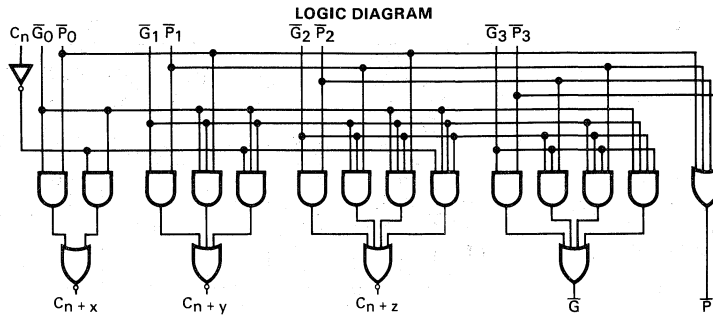 LOGIC DIAGRAM
Cn G̅0 P̅0 G̅1 P̅1 G̅2 P̅2 G̅3 P̅3
Cn + x Cn + y Cn + z G̅ P̅